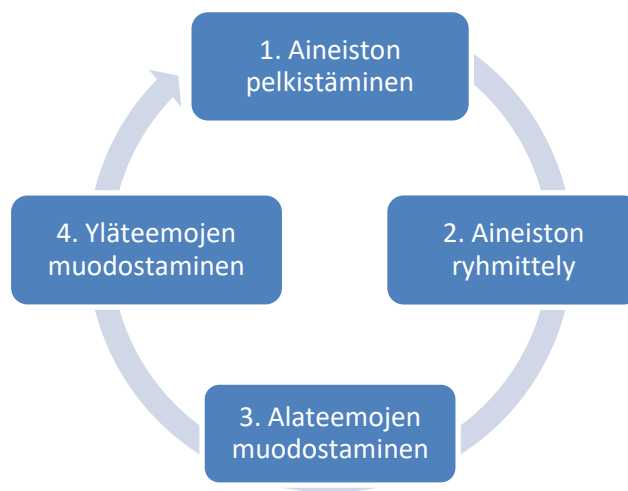 1. Aineiston
pelkistäminen
2. Aineiston
ryhmittely
3. Alateemojen
muodostaminen
4. Yläteemojen
muodostaminen